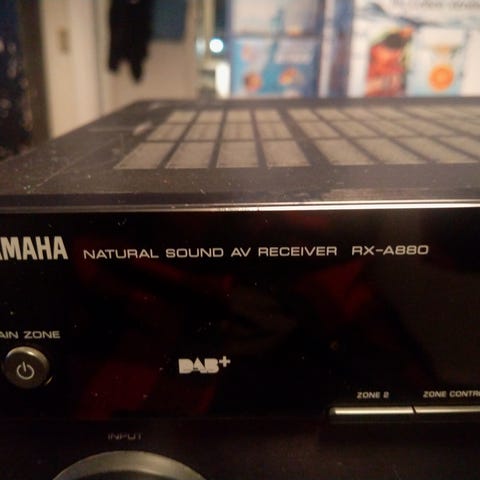 AMAHA NATURAL SOUND AV RECEIVER RX-A880
AIN ZONE
DAB+
ZONE 2 ZONE CONTRO
INPUT